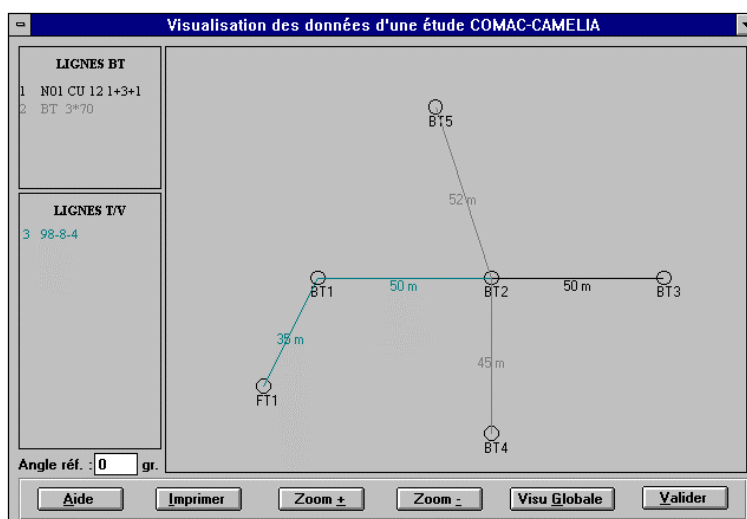 Visualisation des données d'une étude COMAC-CAMELIA
LIGNES BT
1 N01 CU 12 1+3+1
2 BT 3*70
LIGNES T/V
3 98-8-4
BT5
52 m
BT1
50 m
BT2
50 m
BT3
35 m
45 m
FT1
BT4
Angle réf. : 0 gr.
Aide
Imprimer
Zoom +
Zoom -
Visu Globale
Valider